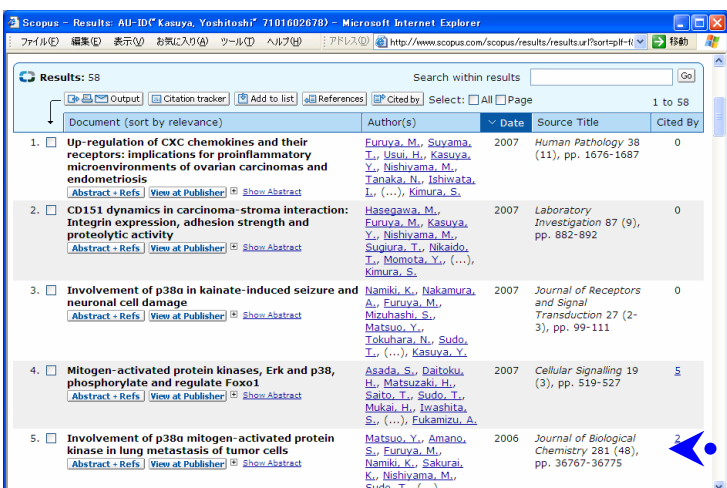 Scopus - Results: AU-ID("Kasuya, Yoshitoshi" 7101602678) - Microsoft Internet Explorer
ファイル(F) 編集(E) 表示(V) お気に入り(A) ツール(T) ヘルプ(H) アドレス(D) http://www.scopus.com/scopus/results/results.url?sort=plf-f& 移動
Results: 58 Search within results Go
Output Citation tracker Add to list References Cited by Select: All Page 1 to 58
Document (sort by relevance) Author(s) Date Source Title Cited By
1. Up-regulation of CXC chemokines and their Furuya, M., Suyama, 2007 Human Pathology 38 0
receptors: implications for proinflammatory T., Usui, H., Kasuya, (11), pp. 1676-1687
microenvironments of ovarian carcinomas and Y., Nishiyama, M.,
endometriosis Tanaka, N., Ishiwata,
Abstract + Refs View at Publisher Show Abstract I., (...), Kimura, S.
2. CD151 dynamics in carcinoma-stroma interaction: Hasegawa, M., 2007 Laboratory 0
Integrin expression, adhesion strength and Furuya, M., Kasuya, Investigation 87 (9),
proteolytic activity Y., Nishiyama, M., pp. 882-892
Abstract + Refs View at Publisher Show Abstract Sugiura, T., Nikaido,
T., Momota, Y., (...),
Kimura, S.
3. Involvement of p38α in kainate-induced seizure and Namiki, K., Nakamura, 2007 Journal of Receptors 0
neuronal cell damage A., Furuya, M., and Signal
Abstract + Refs View at Publisher Show Abstract Mizuhashi, S., Transduction 27 (2-
Matsuo, Y., 3), pp. 99-111
Tokuhara, N., Sudo,
T., (...), Kasuya, Y.
4. Mitogen-activated protein kinases, Erk and p38, Asada, S., Daitoku, 2007 Cellular Signalling 19 5
phosphorylate and regulate Foxo1 H., Matsuzaki, H., (3), pp. 519-527
Abstract + Refs View at Publisher Show Abstract Saito, T., Sudo, T.,
Mukai, H., Iwashita,
S., (...), Fukamizu, A.
5. Involvement of p38α mitogen-activated protein Matsuo, Y., Amano, 2006 Journal of Biological 2
kinase in lung metastasis of tumor cells S., Furuya, M., Chemistry 281 (48),
Abstract + Refs View at Publisher Show Abstract Namiki, K., Sakurai, pp. 36767-36775
K., Nishiyama, M.,
Sudo, T., (...),